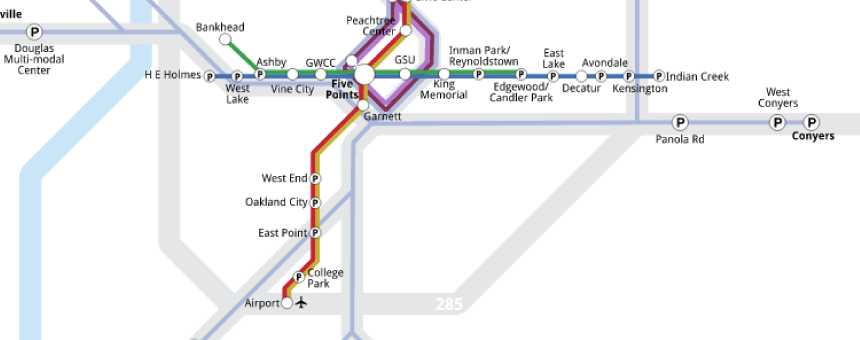 ville
P
Douglas
Multi-modal
Center
Bankhead
Peachtree
Center
H E Holmes
P
P
West
Lake
Ashby
P
Vine City
GWCC
Five
Points
GSU
King
Memorial
Inman Park/
Reynoldstown
P
P
Edgewood/
Candler Park
East
Lake
P
Decatur
Avondale
P
P
Kensington
P
Indian Creek
Garnett
P
Panola Rd
West
Conyers
P
P
Conyers
West End
P
Oakland City
P
East Point
P
P
College
Park
Airport
285